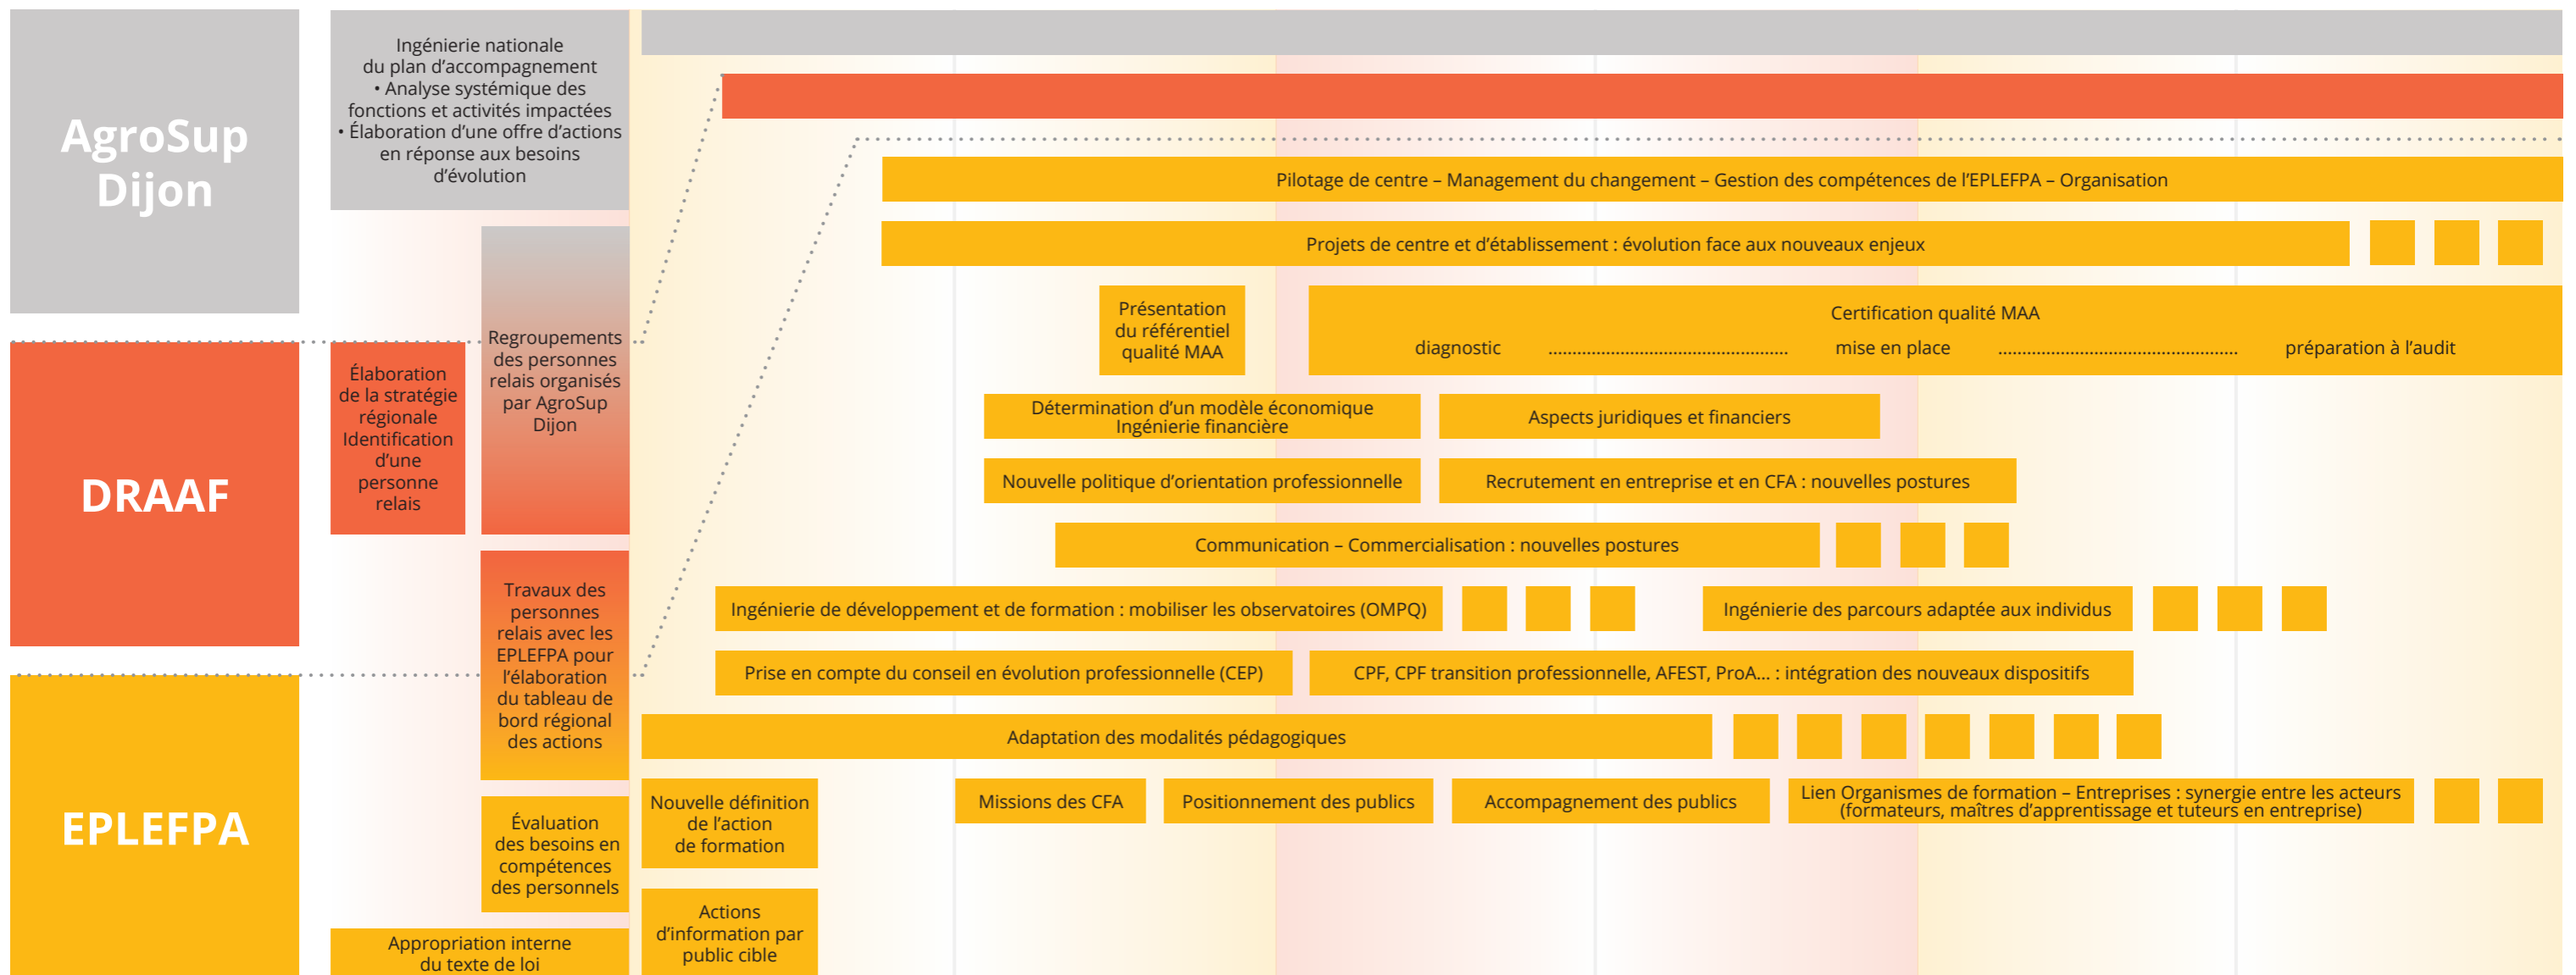 AgroSup
Dijon
Ingénierie nationale
du plan d'accompagnement
• Analyse systémique des
fonctions et activités impactées
• Élaboration d'une offre d'actions
en réponse aux besoins
d'évolution
DRAAF
Élaboration
de la stratégie
régionale
Identification
d'une
personne
relais
Regroupements
des personnes
relais organisés
par AgroSup
Dijon
Travaux des
personnes
relais avec les
EPLEFPA pour
l'élaboration
du tableau de
bord régional
des actions
EPLEFPA
Évaluation
des besoins en
compétences
des personnels
Appropriation interne
du texte de loi
Pilotage de centre – Management du changement – Gestion des compétences de l'EPLEFPA – Organisation
Projets de centre et d'établissement : évolution face aux nouveaux enjeux
Présentation
du référentiel
qualité MAA
Certification qualité MAA
diagnostic ............................................... mise en place ............................................... préparation à l'audit
Détermination d'un modèle économique
Ingénierie financière
Aspects juridiques et financiers
Nouvelle politique d'orientation professionnelle
Recrutement en entreprise et en CFA : nouvelles postures
Communication – Commercialisation : nouvelles postures
Ingénierie de développement et de formation : mobiliser les observatoires (OMPQ)
Ingénierie des parcours adaptée aux individus
Prise en compte du conseil en évolution professionnelle (CEP)
CPF, CPF transition professionnelle, AFEST, ProA... : intégration des nouveaux dispositifs
Adaptation des modalités pédagogiques
Nouvelle définition
de l'action
de formation
Missions des CFA
Positionnement des publics
Accompagnement des publics
Lien Organismes de formation – Entreprises : synergie entre les acteurs
(formateurs, maîtres d'apprentissage et tuteurs en entreprise)
Actions
d'information par
public cible